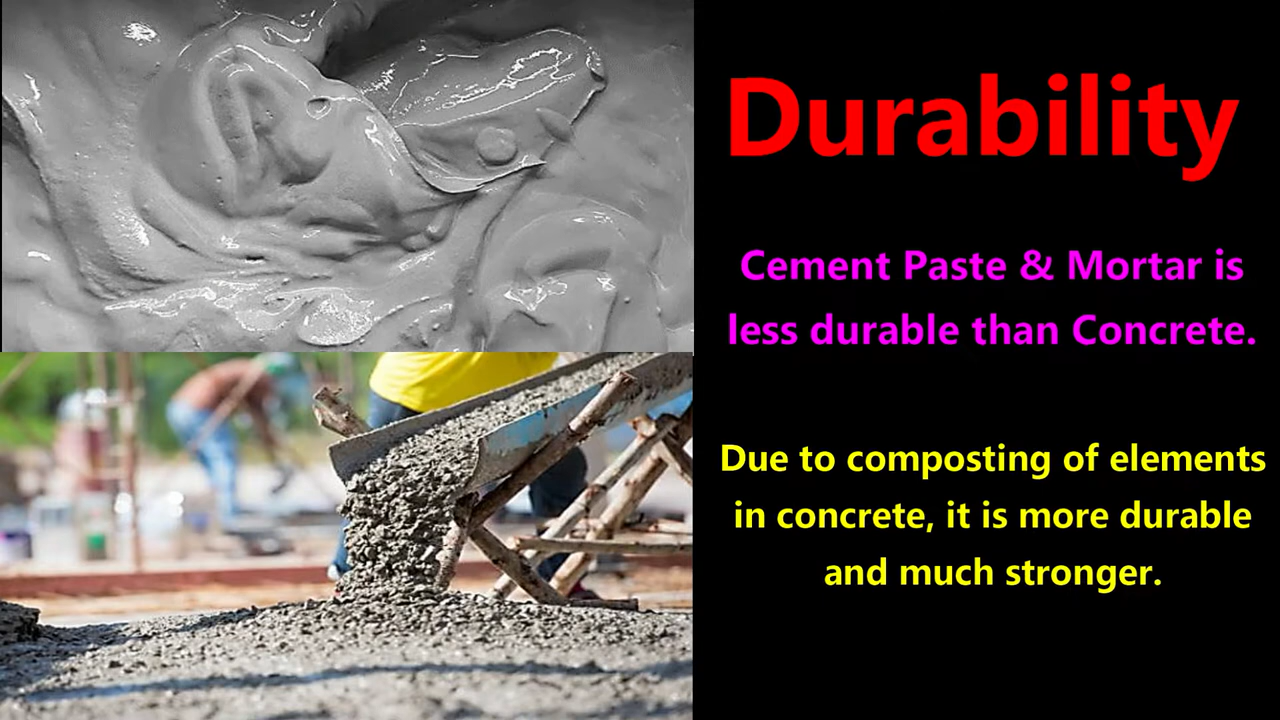 Durability
Cement Paste & Mortar is
less durable than Concrete.
Due to composting of elements
in concrete, it is more durable
and much stronger.